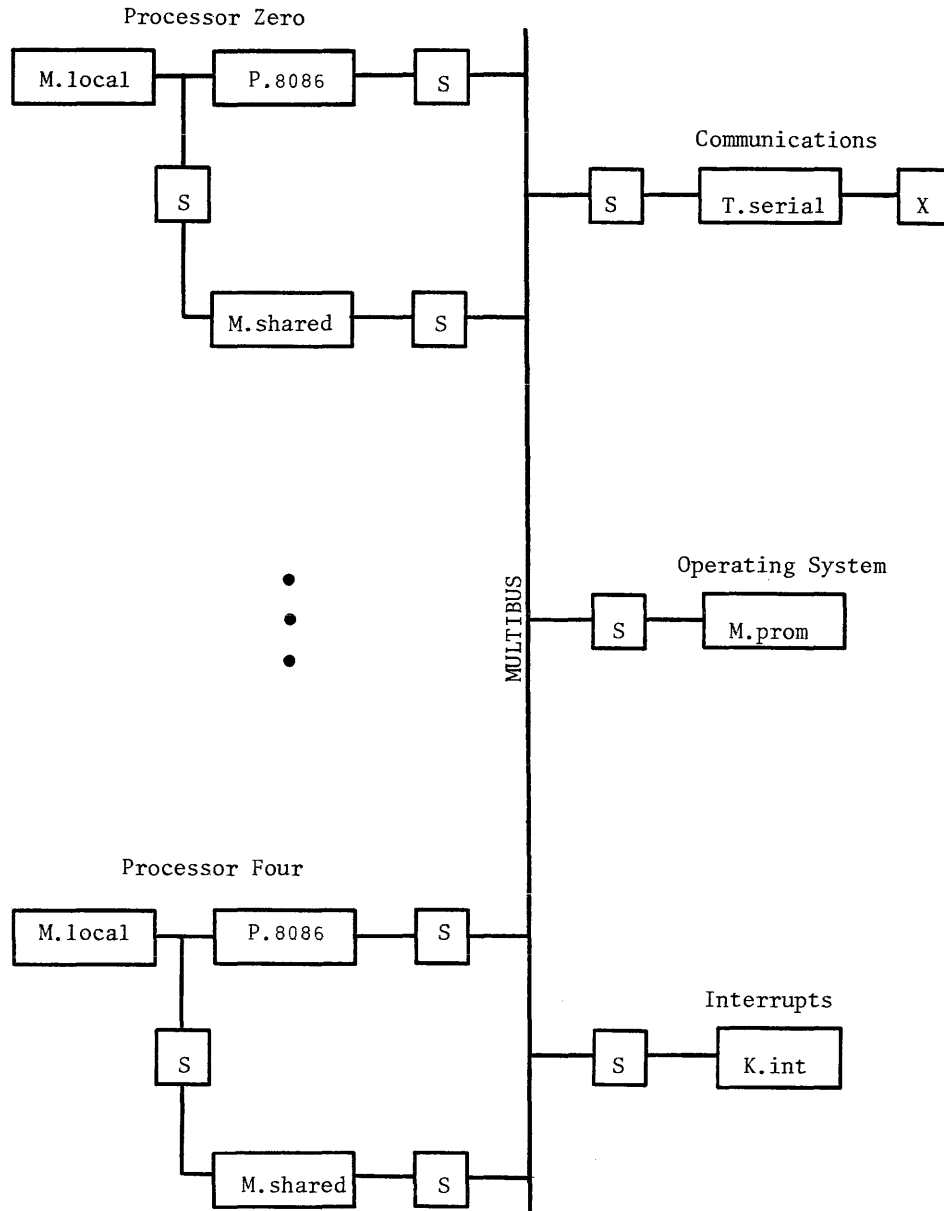 Processor Zero
M.local
P.8086
S
S
M.shared
S
Communications
S
T.serial
X
MULTIBUS
Operating System
S
M.prom
Processor Four
M.local
P.8086
S
S
M.shared
S
Interrupts
S
K.int